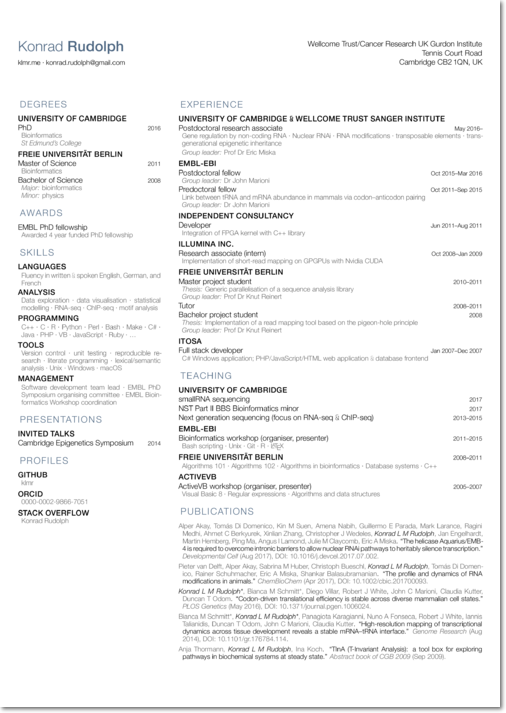 Konrad Rudolph
klmr.me · konrad.rudolph@gmail.com
Wellcome Trust/Cancer Research UK Gurdon Institute
Tennis Court Road
Cambridge CB2 1QN, UK
DEGREES
UNIVERSITY OF CAMBRIDGE
PhD 2016
Bioinformatics
St Edmund's College
FREIE UNIVERSITÄT BERLIN
Master of Science 2011
Bioinformatics
Bachelor of Science 2008
Major: bioinformatics
Minor: physics
AWARDS
EMBL PhD fellowship
Awarded 4 year funded PhD fellowship
SKILLS
LANGUAGES
Fluency in written & spoken English, German, and
French
ANALYSIS
Data exploration · data visualisation · statistical
modelling · RNA-seq · ChIP-seq · motif analysis
PROGRAMMING
C++ · C · R · Python · Perl · Bash · Make · C# ·
Java · PHP · VB · JavaScript · Ruby · …
TOOLS
Version control · unit testing · reproducible re-
search · literate programming · lexical/semantic
analysis · Unix · Windows · macOS
MANAGEMENT
Software development team lead · EMBL PhD
Symposium organising committee · EMBL Bioin-
formatics Workshop coordination
PRESENTATIONS
INVITED TALKS
Cambridge Epigenetics Symposium 2014
PROFILES
GITHUB
klmr
ORCID
0000-0002-9866-7051
STACK OVERFLOW
Konrad Rudolph
EXPERIENCE
UNIVERSITY OF CAMBRIDGE & WELLCOME TRUST SANGER INSTITUTE
Postdoctoral research associate May 2016–
Gene regulation by non-coding RNA · Nuclear RNAi · RNA modifications · transposable elements · trans-
generational epigenetic inheritance
Group leader: Prof Dr Eric Miska
EMBL-EBI
Postdoctoral fellow Oct 2015–Mar 2016
Group leader: Dr John Marioni
Predoctoral fellow Oct 2011–Sep 2015
Link between tRNA and mRNA abundance in mammals via codon–anticodon pairing
Group leader: Dr John Marioni
INDEPENDENT CONSULTANCY
Developer Jun 2011–Aug 2011
Integration of FPGA kernel with C++ library
ILLUMINA INC.
Research associate (intern) Oct 2008–Jan 2009
Implementation of short-read mapping on GPGPUs with Nvidia CUDA
FREIE UNIVERSITÄT BERLIN
Master project student 2010–2011
Thesis: Generic parallelisation of a sequence analysis library
Group leader: Prof Dr Knut Reinert
Tutor 2008–2011
Bachelor project student 2008
Thesis: Implementation of a read mapping tool based on the pigeon-hole principle
Group leader: Prof Dr Knut Reinert
ITOSA
Full stack developer Jan 2007–Dec 2007
C# Windows application; PHP/JavaScript/HTML web application & database frontend
TEACHING
UNIVERSITY OF CAMBRIDGE
smallRNA sequencing 2017
NST Part II BBS Bioinformatics minor 2017
Next generation sequencing (focus on RNA-seq & ChIP-seq) 2013–2015
EMBL-EBI
Bioinformatics workshop (organiser, presenter) 2011–2015
Bash scripting · Unix · Git · R · LaTeX
FREIE UNIVERSITÄT BERLIN 2008–2011
Algorithms 101 · Algorithms 102 · Algorithms in bioinformatics · Database systems · C++
ACTIVEVB
ActiveVB workshop (organiser, presenter) 2005–2007
Visual Basic 6 · Regular expressions · Algorithms and data structures
PUBLICATIONS
Alper Akay, Tomás Di Domenico, Kin M Suen, Amena Nabih, Guillermo E Parada, Mark Larance, Ragini
Medhi, Ahmet C Berkyurek, Xinlian Zhang, Christopher J Wedeles, Konrad L M Rudolph, Jan Engelhardt,
Martin Hemberg, Ping Ma, Angus I Lamond, Julie M Claycomb, Eric A Miska. “The helicase Aquarius/EMB-
4 is required to overcome intronic barriers to allow nuclear RNAi pathways to heritably silence transcription.”
Developmental Cell (Aug 2017), DOI: 10.1016/j.devcel.2017.07.002.
Pieter van Delft, Alper Akay, Sabrina M Huber, Christoph Bueschl, Konrad L M Rudolph, Tomás Di Domen-
ico, Rainer Schuhmacher, Eric A Miska, Shankar Balasubramanian. “The profile and dynamics of RNA
modifications in animals.” ChemBioChem (Apr 2017), DOI: 10.1002/cbic.201700093.
Konrad L M Rudolph*, Bianca M Schmitt*, Diego Villar, Robert J White, John C Marioni, Claudia Kutter,
Duncan T Odom. “Codon-driven translational efficiency is stable across diverse mammalian cell states.”
PLOS Genetics (May 2016), DOI: 10.1371/journal.pgen.1006024.
Bianca M Schmitt*, Konrad L M Rudolph*, Panagiota Karagianni, Nuno A Fonseca, Robert J White, Iannis
Talianidis, Duncan T Odom, John C Marioni, Claudia Kutter. “High-resolution mapping of transcriptional
dynamics across tissue development reveals a stable mRNA–tRNA interface.” Genome Research (Aug
2014), DOI: 10.1101/gr.176784.114.
Anja Thormann, Konrad L M Rudolph, Ina Koch. “TInA (T-Invariant Analysis): a tool box for exploring
pathways in biochemical systems at steady state.” Abstract book of CGB 2009 (Sep 2009).